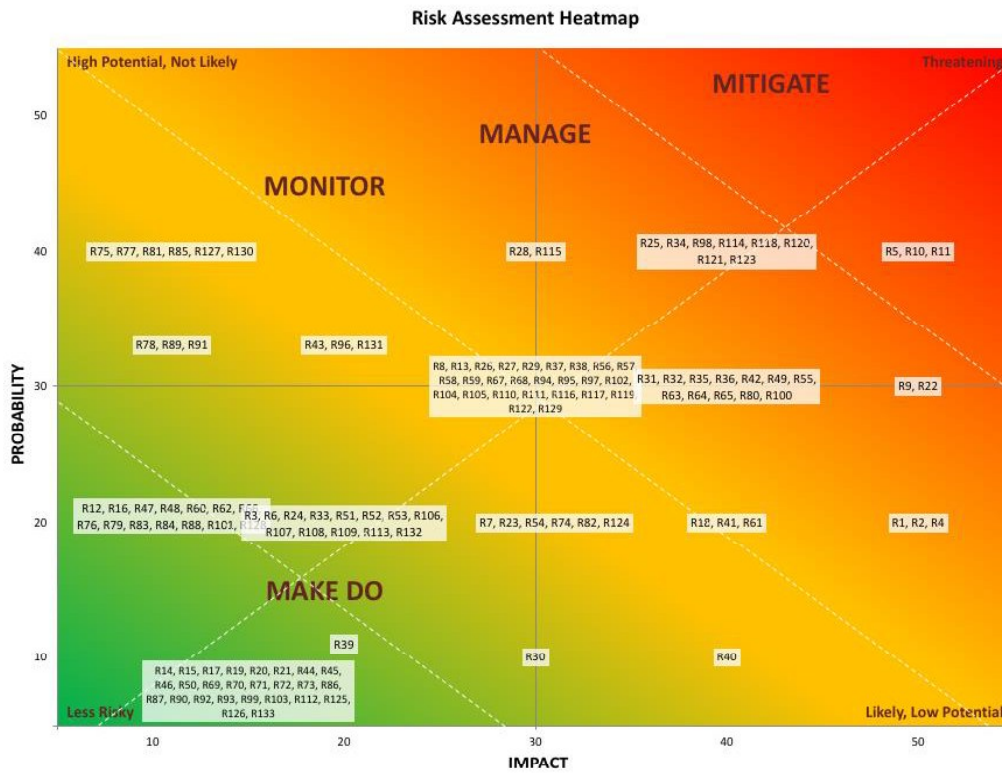 Risk Assessment Heatmap
High Potential, Not Likely
Threatening
MITIGATE
MANAGE
MONITOR
50
40
R75, R77, R81, R85, R127, R130
R28, R115
R25, R34, R98, R114, R118, R120,
R121, R123
R5, R10, R11
R78, R89, R91
R43, R96, R131
PROBABILITY
30
R8, R13, R26, R27, R29, R37, R38, R56, R57
R58, R59, R67, R68, R94, R95, R97, R102,
R104, R105, R110, R111, R116, R117, R119,
R122, R129
R31, R32, R35, R36, R42, R49, R55,
R63, R64, R65, R80, R100
R9, R22
20
R12, R16, R47, R48, R60, R62,
R76, R79, R83, R84, R88, R101, R128
R3, R6, R24, R33, R51, R52, R53, R106,
R107, R108, R109, R113, R132
R7, R23, R54, R74, R82, R124
R18, R41, R61
R1, R2, R4
MAKE DO
10
R39
R30
R40
R14, R15, R17, R19, R20, R21, R44, R45,
R46, R50, R69, R70, R71, R72, R73, R86,
R87, R90, R92, R93, R99, R103, R112, R125,
R126, R133
Less Risky
Likely, Low Potential
10
20
30
40
50
IMPACT